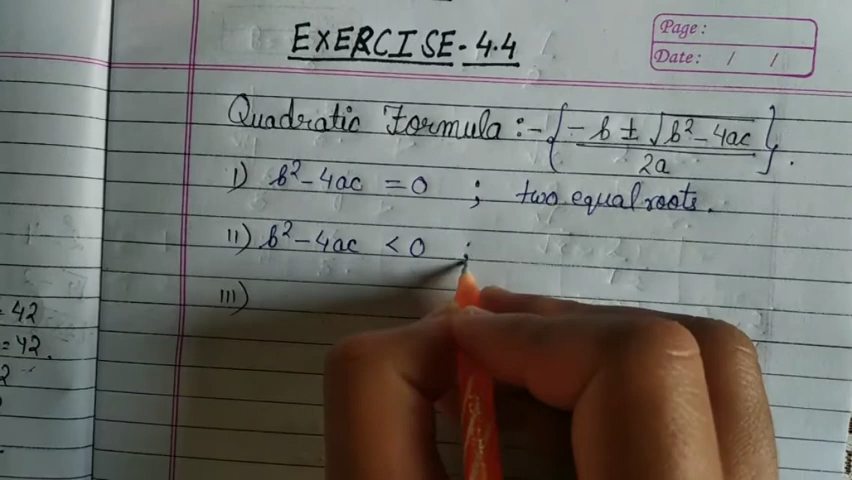 EXERCISE-4.4
Page:
Date: / /
Quadratic Formula:-{-b ± √b²-4ac / 2a}.
I) b²-4ac = 0 ; two equal roots.
II) b²-4ac < 0 ;
III)
= 42
= 42.
2